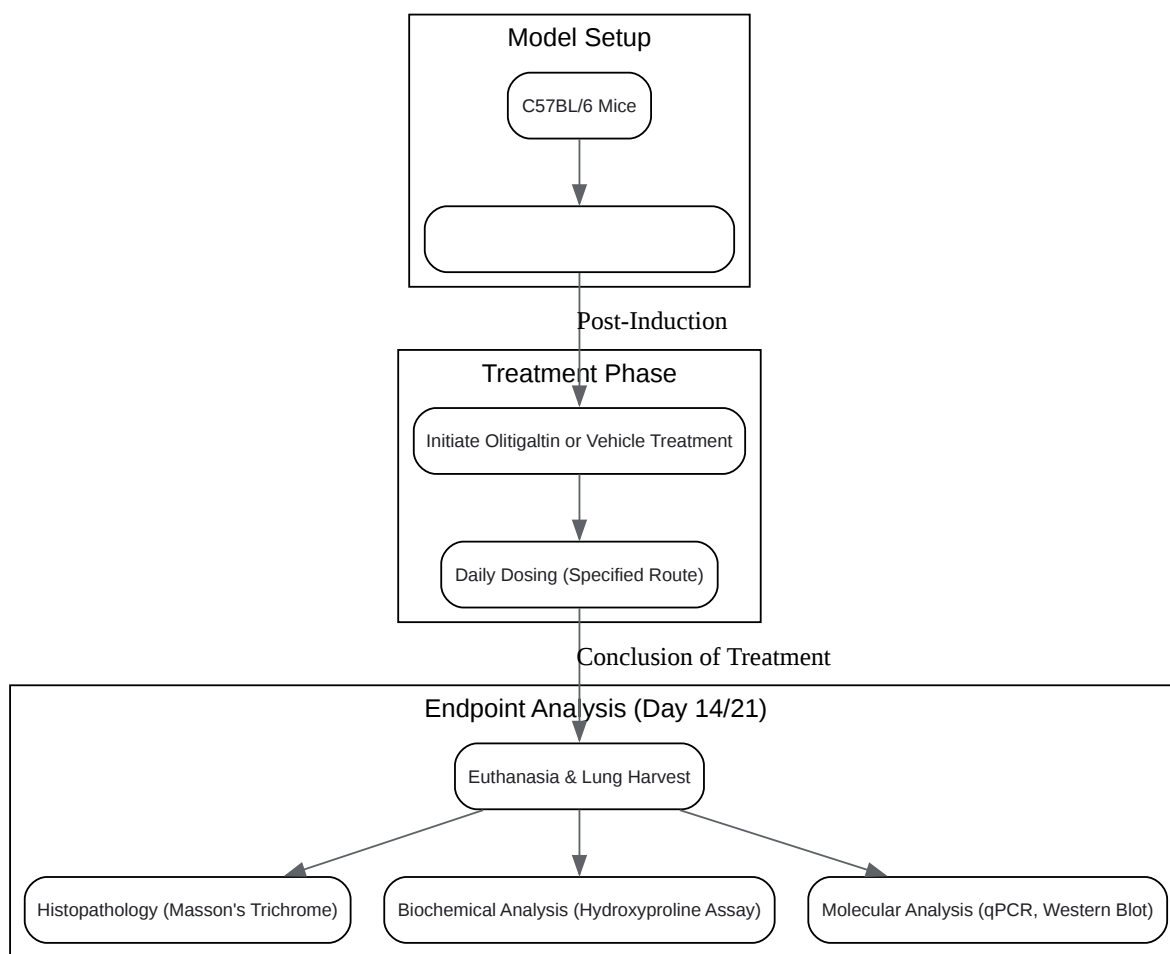 Model Setup
C57BL/6 Mice
Post-Induction
Treatment Phase
Initiate Olitigaltin or Vehicle Treatment
Daily Dosing (Specified Route)
Conclusion of Treatment
Endpoint Analysis (Day 14/21)
Euthanasia & Lung Harvest
Histopathology (Masson's Trichrome)
Biochemical Analysis (Hydroxyproline Assay)
Molecular Analysis (qPCR, Western Blot)